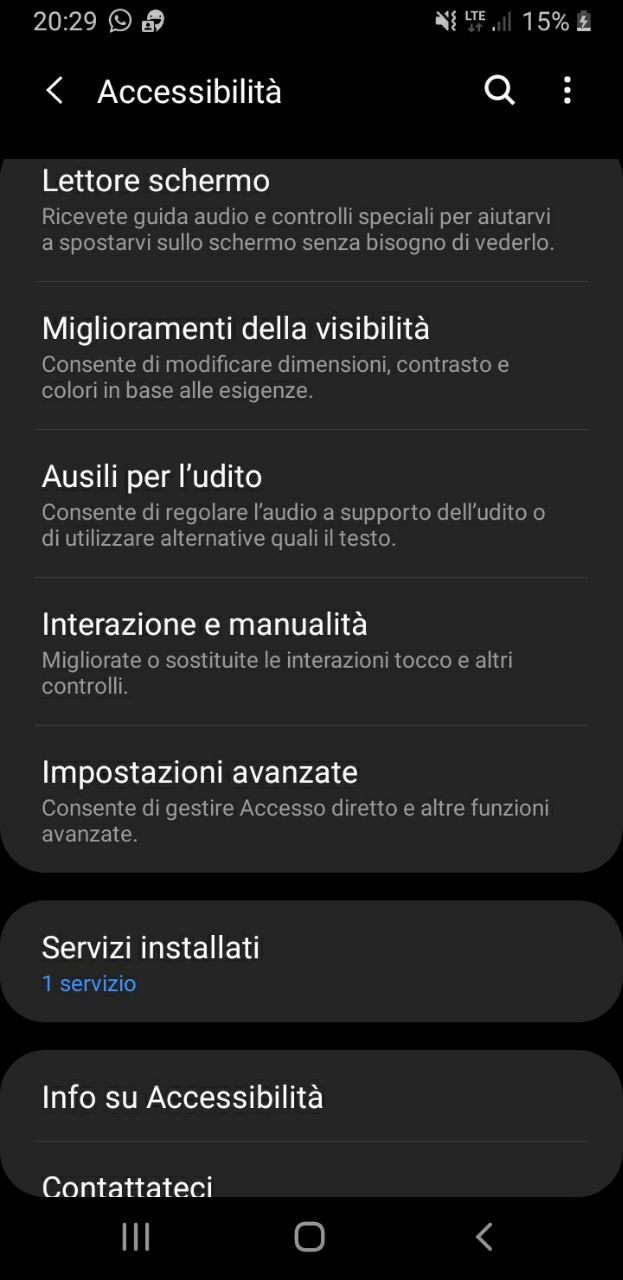 20:29 LTE 15%
Accessibilità
Lettore schermo
Ricevete guida audio e controlli speciali per aiutarvi
a spostarvi sullo schermo senza bisogno di vederlo.
Miglioramenti della visibilità
Consente di modificare dimensioni, contrasto e
colori in base alle esigenze.
Ausili per l’udito
Consente di regolare l’audio a supporto dell’udito o
di utilizzare alternative quali il testo.
Interazione e manualità
Migliorate o sostituite le interazioni tocco e altri
controlli.
Impostazioni avanzate
Consente di gestire Accesso diretto e altre funzioni
avanzate.
Servizi installati
1 servizio
Info su Accessibilità
Contattateci